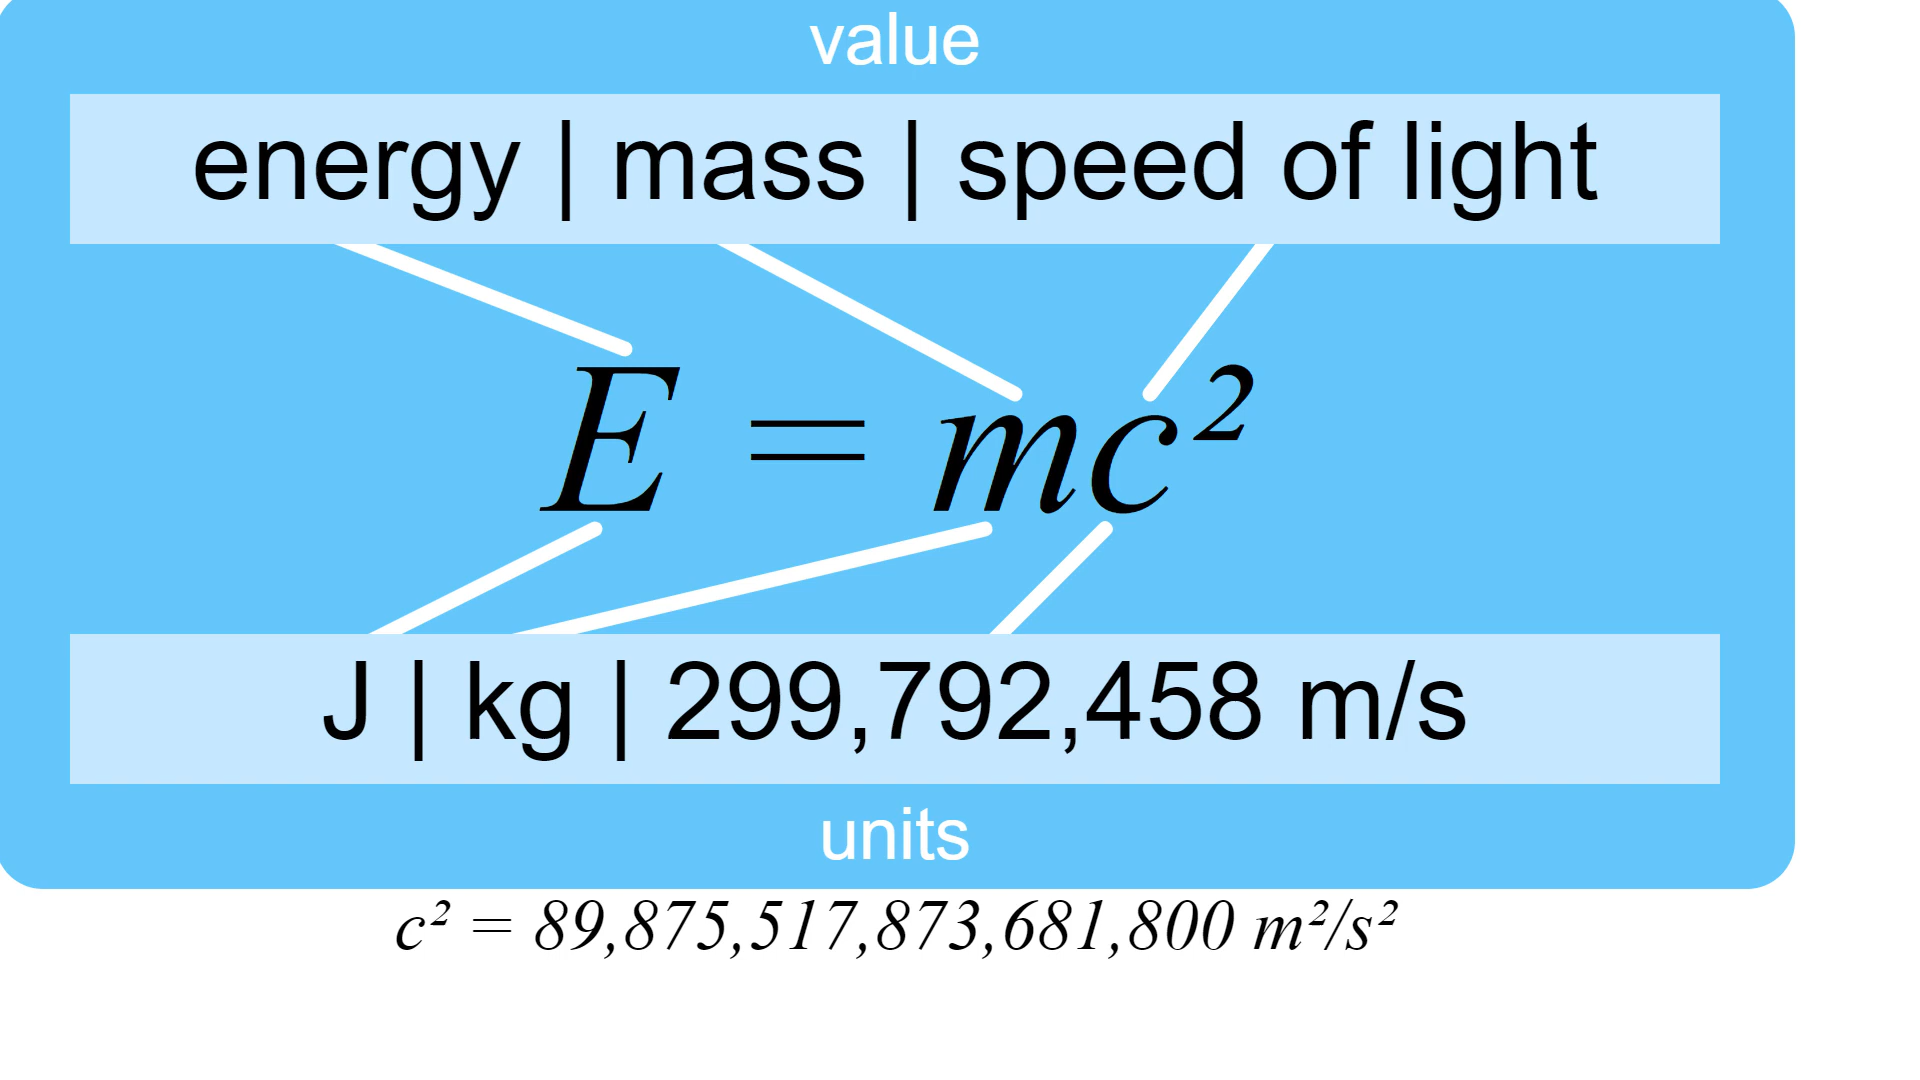 value
energy | mass | speed of light
E = mc²
J | kg | 299,792,458 m/s
units
c² = 89,875,517,873,681,800 m²/s²